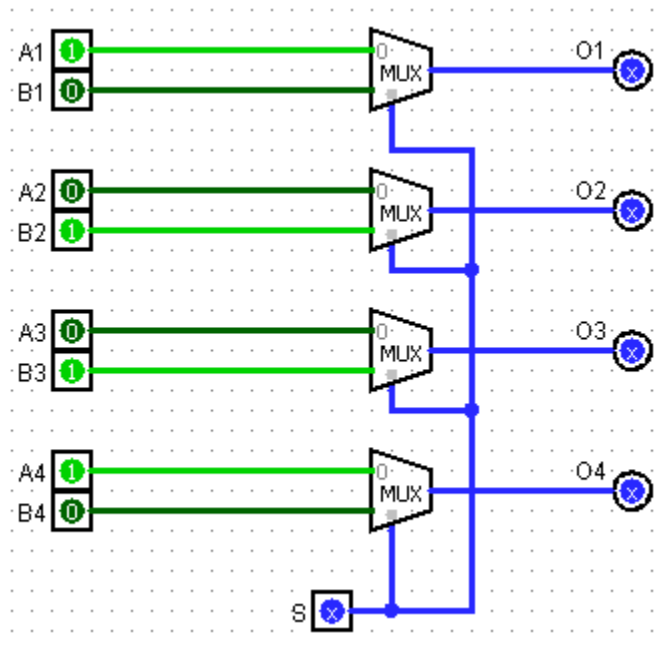 A1 1 0 MUX O1 x
B1 0
A2 0 0 MUX O2 x
B2 1
A3 0 0 MUX O3 x
B3 1
A4 1 0 MUX O4 x
B4 0
S x